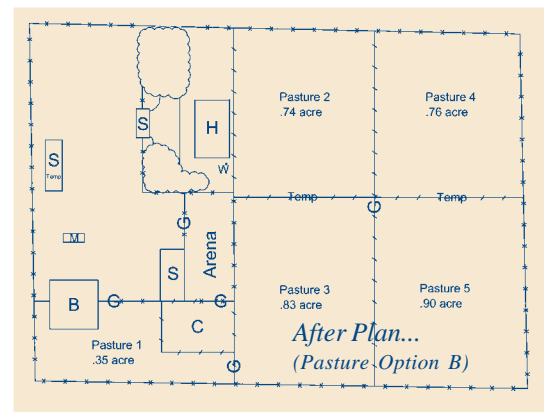 Pasture 2
.74 acre
Pasture 4
.76 acre
S
H
S
Temp
W
Temp
Temp
G
G
M
Arena
S
Pasture 3
.83 acre
Pasture 5
.90 acre
B
G
G
C
After Plan...
(Pasture Option B)
Pasture 1
.35 acre
G